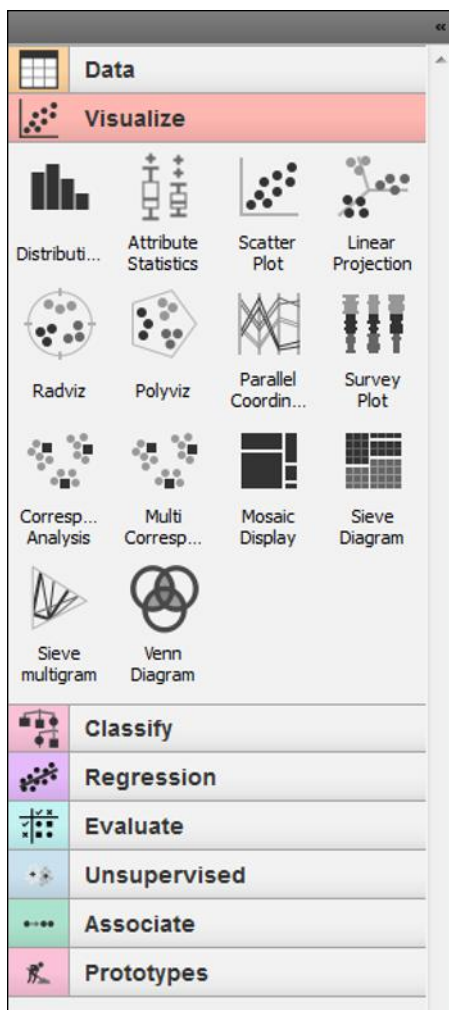 «
Data
Visualize
Distributi...
Attribute
Statistics
Scatter
Plot
Linear
Projection
Radviz
Polyviz
Parallel
Coordin...
Survey
Plot
Corresp...
Analysis
Multi
Corresp...
Mosaic
Display
Sieve
Diagram
Sieve
multigram
Venn
Diagram
Classify
Regression
Evaluate
Unsupervised
Associate
Prototypes